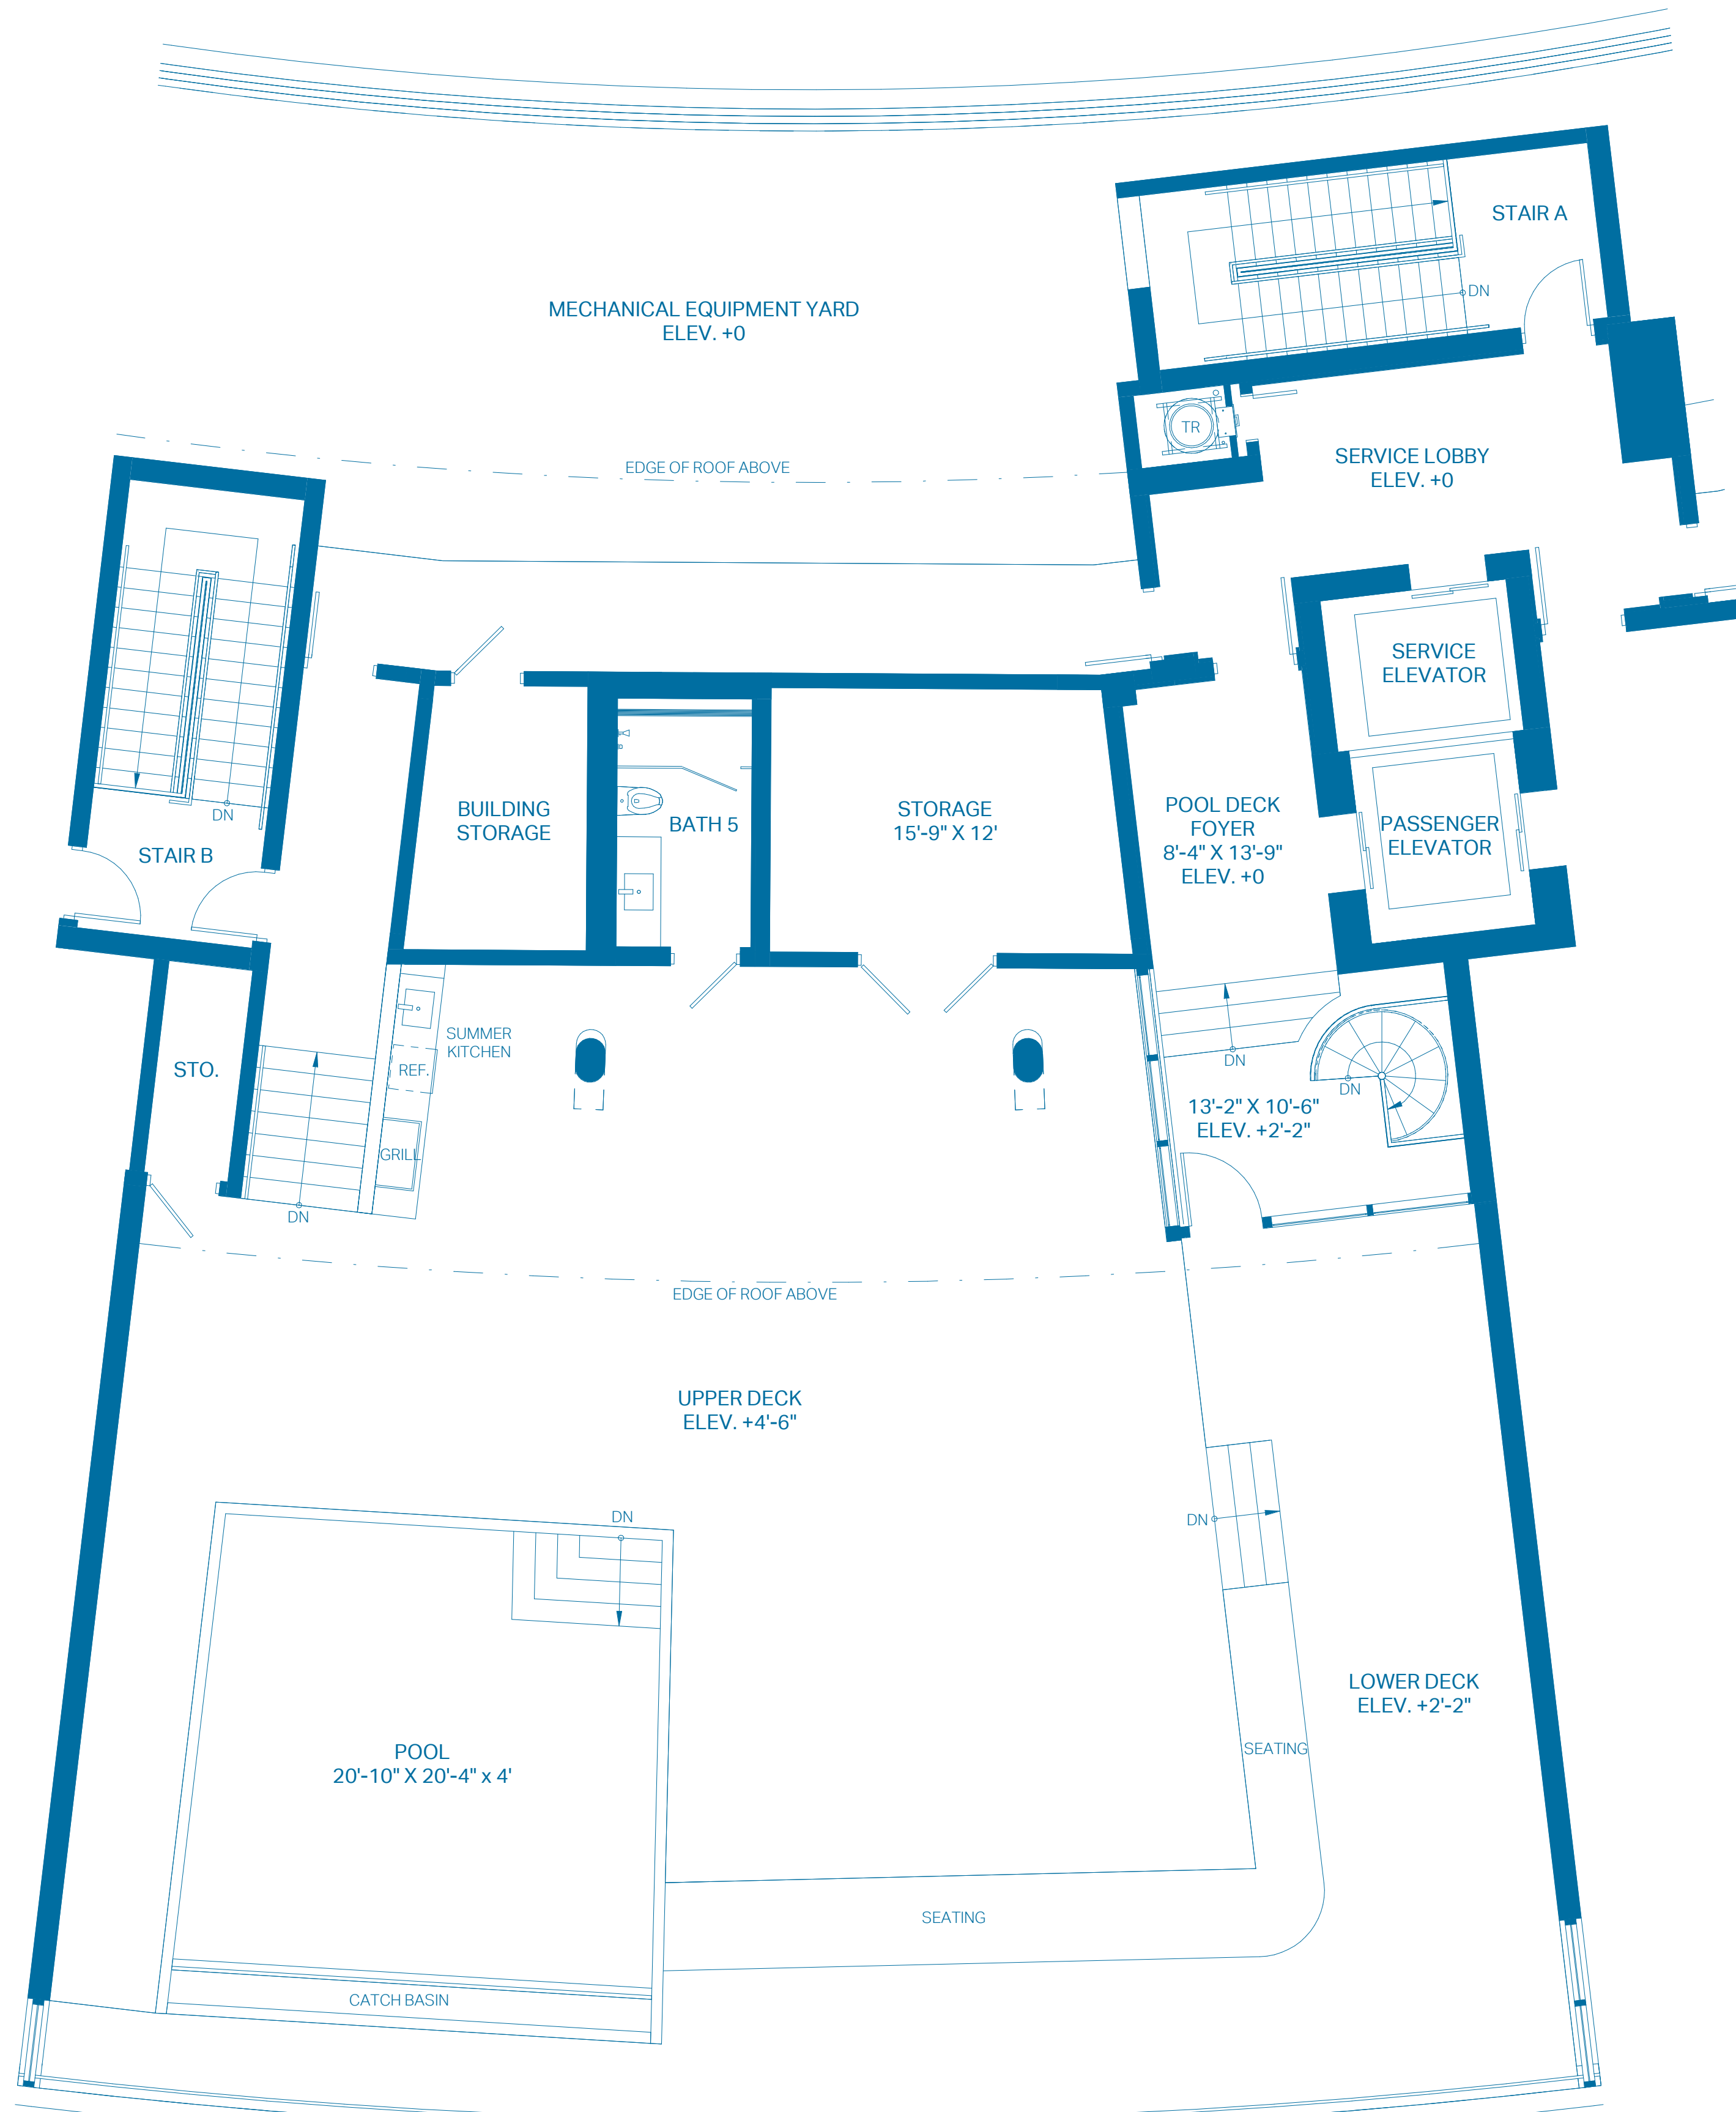 STAIR A
DN
MECHANICAL EQUIPMENT YARD
ELEV. +0
TR
SERVICE LOBBY
ELEV. +0
EDGE OF ROOF ABOVE
SERVICE
ELEVATOR
DN
STAIR B
BUILDING
STORAGE
BATH 5
STORAGE
15'-9" X 12'
POOL DECK
FOYER
8'-4" X 13'-9"
ELEV. +0
PASSENGER
ELEVATOR
STO.
SUMMER
KITCHEN
REF.
GRILL
DN
DN
DN
13'-2" X 10'-6"
ELEV. +2'-2"
EDGE OF ROOF ABOVE
UPPER DECK
ELEV. +4'-6"
DN
DN
LOWER DECK
ELEV. +2'-2"
POOL
20'-10" X 20'-4" x 4'
SEATING
SEATING
CATCH BASIN